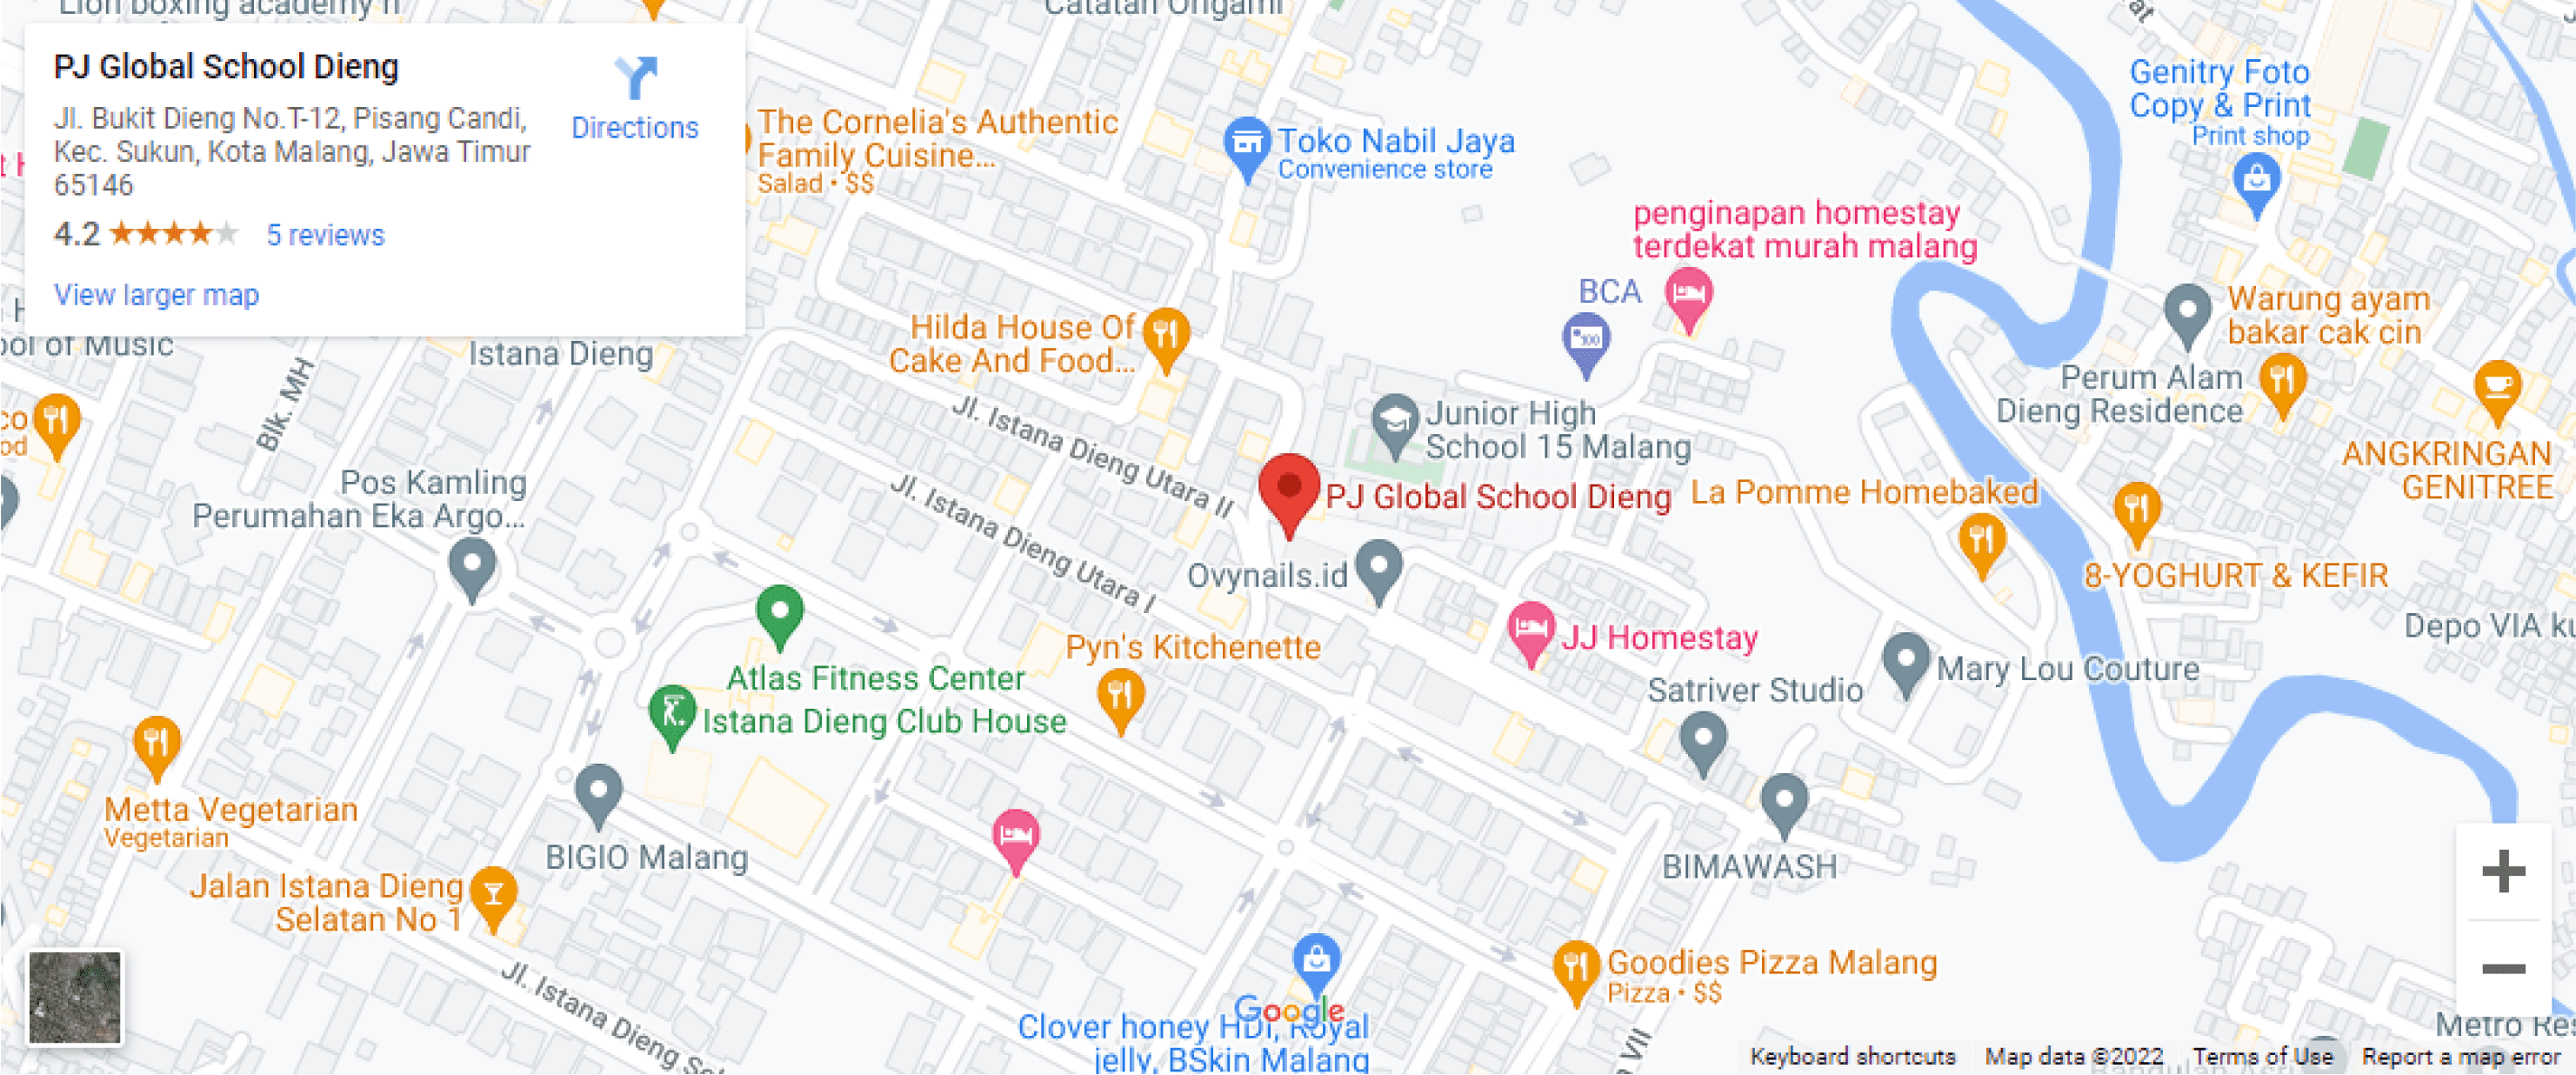 Lion boxing academy n
Catatan Origami
PJ Global School Dieng
Jl. Bukit Dieng No.T-12, Pisang Candi,
Kec. Sukun, Kota Malang, Jawa Timur
65146
Directions
4.2
5 reviews
View larger map
The Cornelia's Authentic
Family Cuisine...
Salad • $$
Toko Nabil Jaya
Convenience store
Genitry Foto
Copy & Print
Print shop
penginapan homestay
terdekat murah malang
BCA
Hilda House Of
Cake And Food...
Warung ayam
bakar cak cin
ool of Music
Istana Dieng
Blk. MH
Perum Alam
Dieng Residence
Junior High
School 15 Malang
Jl. Istana Dieng Utara II
ANGKRINGAN
GENITREE
Pos Kamling
Perumahan Eka Argo...
Jl. Istana Dieng Utara I
PJ Global School Dieng
La Pomme Homebaked
Ovynails.id
8-YOGHURT & KEFIR
Depo VIA ku
Atlas Fitness Center
Pyn's Kitchenette
JJ Homestay
Mary Lou Couture
Satriver Studio
Istana Dieng Club House
Metta Vegetarian
Vegetarian
BIGIO Malang
BIMAWASH
Jalan Istana Dieng
Selatan No 1
Goodies Pizza Malang
Pizza • $$
Jl. Istana Dieng Sel
Google
Clover honey HDI, Royal
jelly, BSkin Malang
VII
Metro Res
Keyboard shortcuts
Map data ©2022
Terms of Use
Report a map error